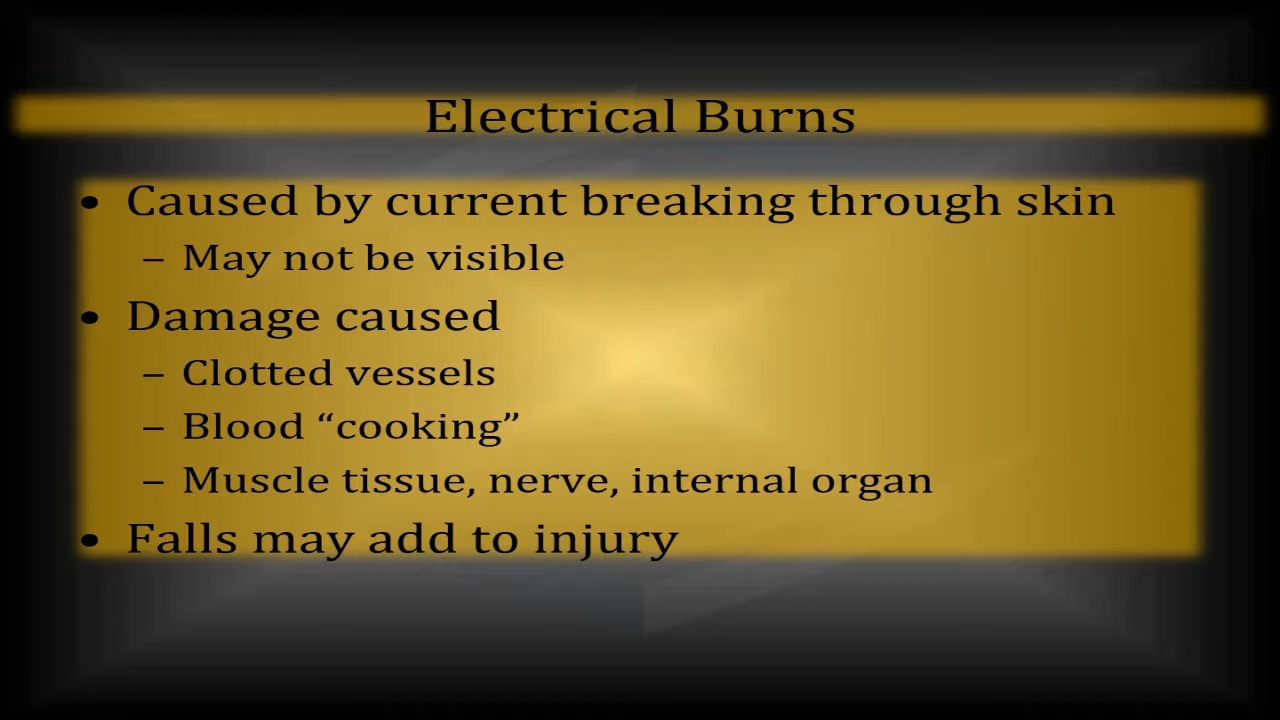 Electrical Burns
• Caused by current breaking through skin
– May not be visible
• Damage caused
– Clotted vessels
– Blood “cooking”
– Muscle tissue, nerve, internal organ
• Falls may add to injury